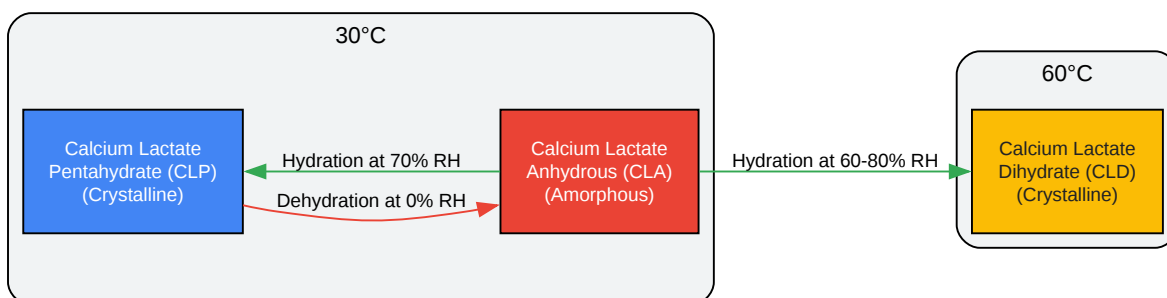 30°C
60°C
Calcium Lactate
Pentahydrate (CLP)
(Crystalline)
Hydration at 70% RH
Dehydration at 0% RH
Calcium Lactate
Anhydrous (CLA)
(Amorphous)
Hydration at 60-80% RH
Calcium Lactate
Dihydrate (CLD)
(Crystalline)